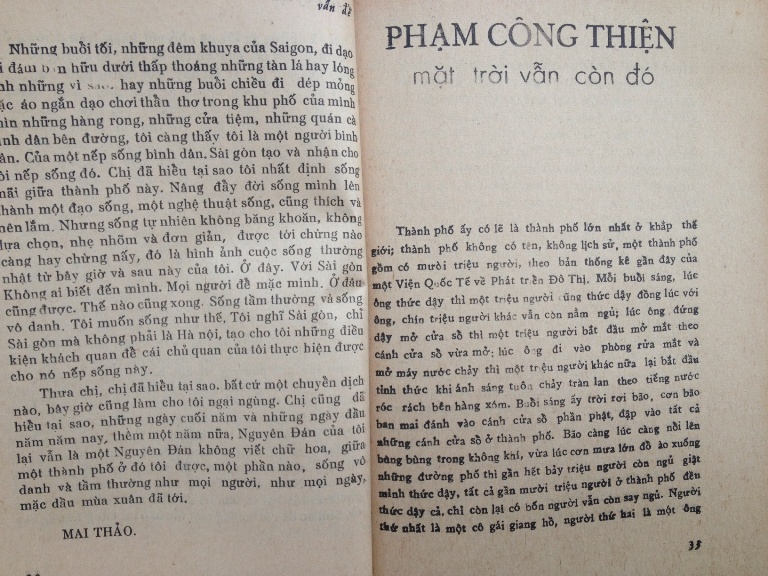 vấn đề
Những buổi tối, những đêm khuya của Saigon, đi dạo
đám bạn hữu dưới thấp thoáng những tàn lá hay lóng
những vì sao, hay những buổi chiều đi dép mỏng
áo ngắn dạo chơi thần thơ trong khu phố của mình
những hàng rong, những cửa tiệm, những quán cà
dân bên đường, tôi càng thấy tôi là một người bình
Của một nếp sống bình dân. Sài gòn tạo và nhận cho
nếp sống đó. Chị đã hiểu tại sao tôi nhất định sống
mãi giữa thành phố này. Nâng đầy đời sống mình lên
thành một đạo sống, một nghệ thuật sống, cũng thích và
nên lắm. Nhưng sống tự nhiên không băng khoăn, không
lựa chọn, nhẹ nhõm và đơn giản, được tới chừng nào
càng hay chừng nấy, đó là hình ảnh cuộc sống thường
nhật từ bây giờ và sau này của tôi. Ở đây. Với Sài gòn
Không ai biết đến mình. Mọi người để mặc mình. Ở đâu
cũng được. Thế nào cũng xong. Sống tầm thường và sống
vô danh. Tôi muốn sống như thế, Tôi nghĩ Sài gòn, chỉ
Sài gòn mà không phải là Hà nội, tạo cho tôi những điều
kiện khách quan để cái chủ quan của tôi thực hiện được
cho nó nếp sống này.
Thưa chị, chị đã hiểu tại sao. bất cứ một chuyển dịch
nào, bây giờ cũng làm cho tôi ngại ngùng. Chị cũng đã
hiểu tại sao, những ngày cuối năm và những ngày đầu
năm năm nay, thêm một năm nữa, Nguyên Đán của tôi
lại vẫn là một Nguyên Đán không viết chữ hoa, giữa
một thành phố ở đó tôi được, một phần nào, sống vô
danh và tầm thường như mọi người, như mọi ngày,
mặc dầu mùa xuân đã tới.
MAI THẢO.
PHẠM CÔNG THIỆN
mặt trời vẫn còn đó
Thành phố ấy có lẽ là thành phố lớn nhất ở khắp thế
giới; thành phố không có tên, không lịch sử, một thành phố
gồm có mười triệu người, theo bản thống kê gần đây của
một Viện Quốc Tế về Phát triển Đô Thị. Mỗi buổi sáng, lúc
ông thức dậy thì một triệu người cũng thức dậy đồng lúc với
ông, chín triệu người khác vẫn còn nằm ngủ; lúc ông đứng
dậy mở cửa sổ thì một triệu người bắt đầu mở mắt theo
cánh cửa sổ vừa mở; lúc ông đi vào phòng rửa mặt và
mở máy nước chảy thì một triệu người khác nữa lại bắt đầu
tỉnh thức khi ánh sáng tuôn chảy tràn lan theo tiếng nước
róc rách bên hàng xóm. Buổi sáng ấy trời rơi bão, cơn bão
ban mai đánh vào cánh cửa sổ phần phật, đập vào tất cả
những cánh cửa sổ ở thành phố. Bão càng lúc càng nổi lên
bằng bùng trong không khí, vừa lúc cơn mưa lớn đổ ào xuống
những đường phố thì gần hết bảy triệu người còn ngủ giật
mình thức dậy, tất cả gần mười triệu người ở thành phố đều
thức dậy cả, chỉ còn lại có bốn người vẫn còn say ngủ. Người
thứ nhất là một cô gái giang hồ, người thứ hai là một ông
35